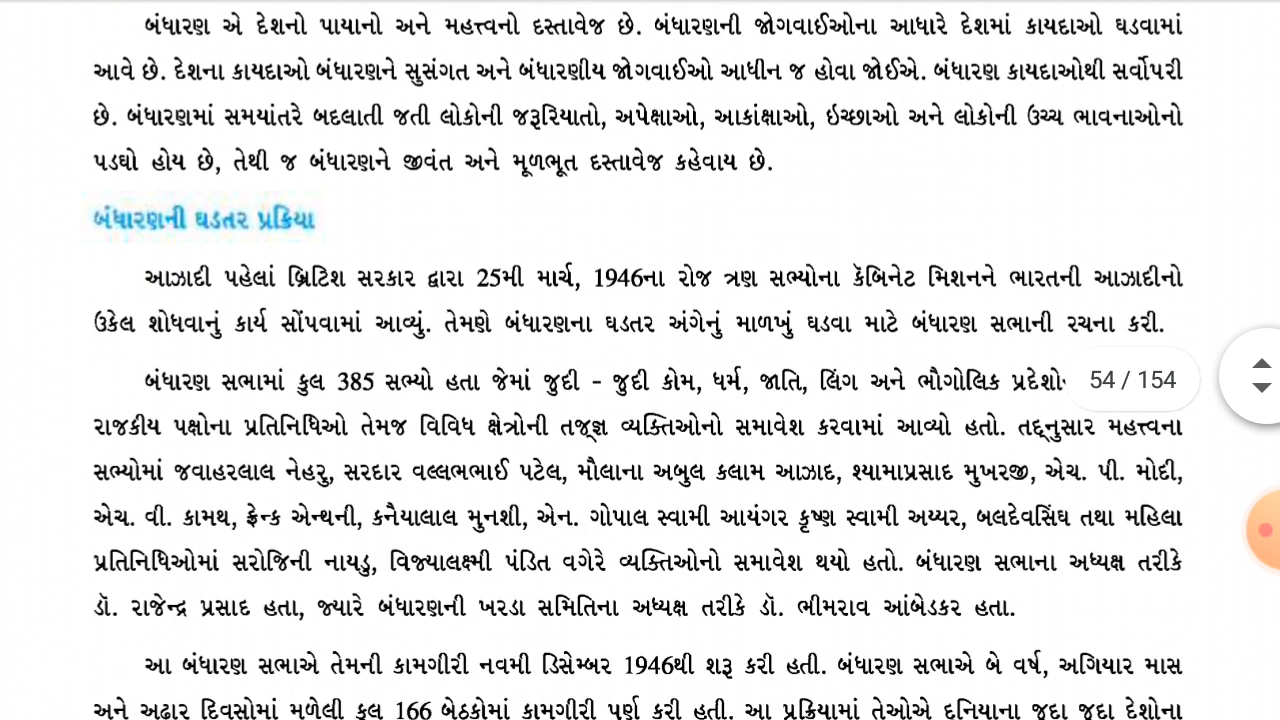 બંધારણ એ દેશનો પાયાનો અને મહત્ત્વનો દસ્તાવેજ છે. બંધારણની જોગવાઈઓના આધારે દેશમાં કાયદાઓ ઘડવામાં
આવે છે. દેશના કાયદાઓ બંધારણને સુસંગત અને બંધારણીય જોગવાઈઓ આધીન જ હોવા જોઈએ. બંધારણ કાયદાઓથી સર્વોપરી
છે. બંધારણમાં સમયાંતરે બદલાતી જતી લોકોની જરૂરિયાતો, અપેક્ષાઓ, આકાંક્ષાઓ, ઇચ્છાઓ અને લોકોની ઉચ્ચ ભાવનાઓનો
પડઘો હોય છે, તેથી જ બંધારણને જીવંત અને મૂળભૂત દસ્તાવેજ કહેવાય છે.
બંધારણની ઘડતર પ્રક્રિયા
આઝાદી પહેલાં બ્રિટિશ સરકાર દ્વારા 25મી માર્ચ, 1946ના રોજ ત્રણ સભ્યોના કૅબિનેટ મિશનને ભારતની આઝાદીનો
ઉકેલ શોધવાનું કાર્ય સોંપવામાં આવ્યું. તેમણે બંધારણના ઘડતર અંગેનું માળખું ઘડવા માટે બંધારણ સભાની રચના કરી.
બંધારણ સભામાં કુલ 385 સભ્યો હતા જેમાં જુદી - જુદી કોમ, ધર્મ, જાતિ, લિંગ અને ભૌગોલિક 54 / 154
રાજકીય પક્ષોના પ્રતિનિધિઓ તેમજ વિવિધ ક્ષેત્રોની તજ્જ્ઞ વ્યક્તિઓનો સમાવેશ કરવામાં આવ્યો હતો. તદ્નુસાર મહત્ત્વના
સભ્યોમાં જવાહરલાલ નેહરુ, સરદાર વલ્લભભાઈ પટેલ, મૌલાના અબુલ કલામ આઝાદ, શ્યામાપ્રસાદ મુખરજી, એચ. પી. મોદી,
એચ. વી. કામથ, ફ્રેન્ક એન્થની, કનૈયાલાલ મુનશી, એન. ગોપાલ સ્વામી આયંગર કૃષ્ણ સ્વામી અય્યર, બલદેવસિંઘ તથા મહિલા
પ્રતિનિધિઓમાં સરોજિની નાયડુ, વિજ્યાલક્ષ્મી પંડિત વગેરે વ્યક્તિઓનો સમાવેશ થયો હતો. બંધારણ સભાના અધ્યક્ષ તરીકે
ડૉ. રાજેન્દ્ર પ્રસાદ હતા, જ્યારે બંધારણની ખરડા સમિતિના અધ્યક્ષ તરીકે ડૉ. ભીમરાવ આંબેડકર હતા.
આ બંધારણ સભાએ તેમની કામગીરી નવમી ડિસેમ્બર 1946થી શરૂ કરી હતી. બંધારણ સભાએ બે વર્ષ, અગિયાર માસ
અને અઢાર દિવસોમાં મળેલી કુલ 166 બેઠકોમાં કામગીરી પૂર્ણ કરી હતી. આ પ્રક્રિયામાં તેઓએ દુનિયાના જુદા જુદા દેશોના